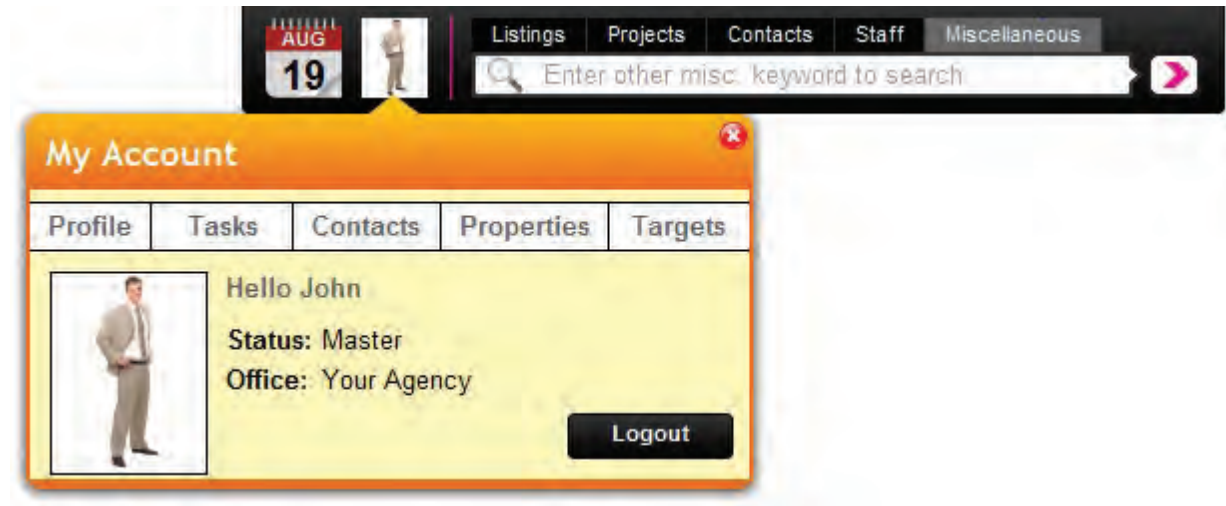 AUG
19
Listings Projects Contacts Staff Miscellaneous
Enter other misc. keyword to search
My Account
Profile Tasks Contacts Properties Targets
Hello John
Status: Master
Office: Your Agency
Logout